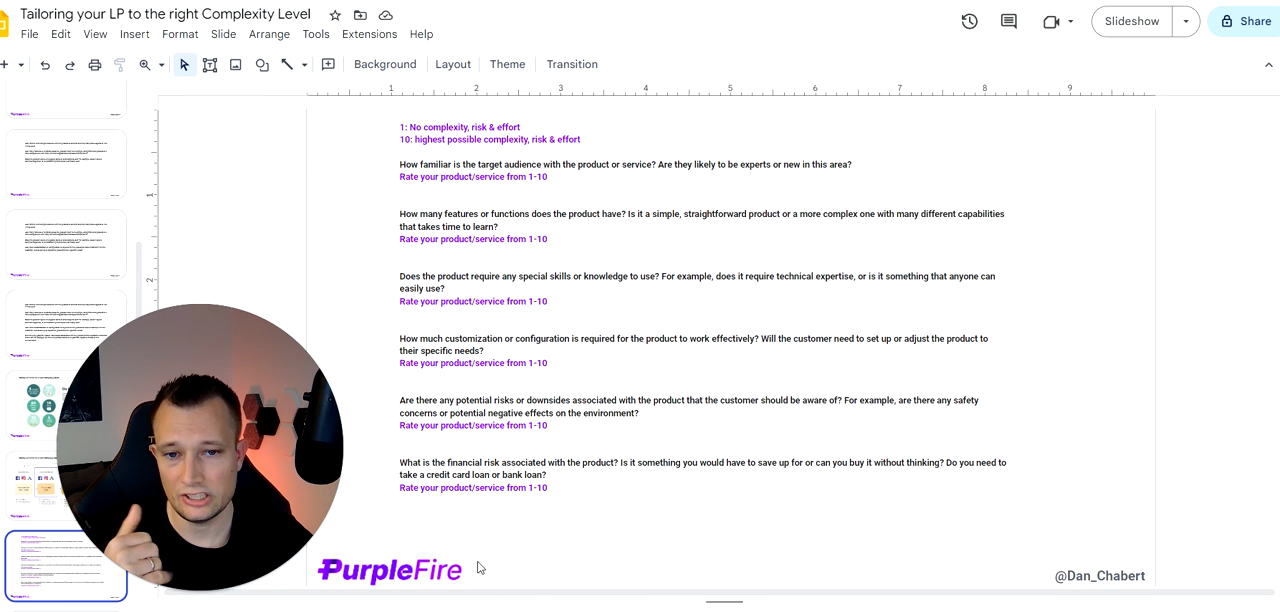 Tailoring your LP to the right Complexity Level
File Edit View Insert Format Slide Arrange Tools Extensions Help
Slideshow
Share
Background Layout Theme Transition
1 2 3 4 5 6 7 8 9
1
2
1: No complexity, risk & effort
10: highest possible complexity, risk & effort
How familiar is the target audience with the product or service? Are they likely to be experts or new in this area?
Rate your product/service from 1-10
How many features or functions does the product have? Is it a simple, straightforward product or a more complex one with many different capabilities
that takes time to learn?
Rate your product/service from 1-10
Does the product require any special skills or knowledge to use? For example, does it require technical expertise, or is it something that anyone can
easily use?
Rate your product/service from 1-10
How much customization or configuration is required for the product to work effectively? Will the customer need to set up or adjust the product to
their specific needs?
Rate your product/service from 1-10
Are there any potential risks or downsides associated with the product that the customer should be aware of? For example, are there any safety
concerns or potential negative effects on the environment?
Rate your product/service from 1-10
What is the financial risk associated with the product? Is it something you would have to save up for or can you buy it without thinking? Do you need to
take a credit card loan or bank loan?
Rate your product/service from 1-10
PurpleFire
@Dan_Chabert